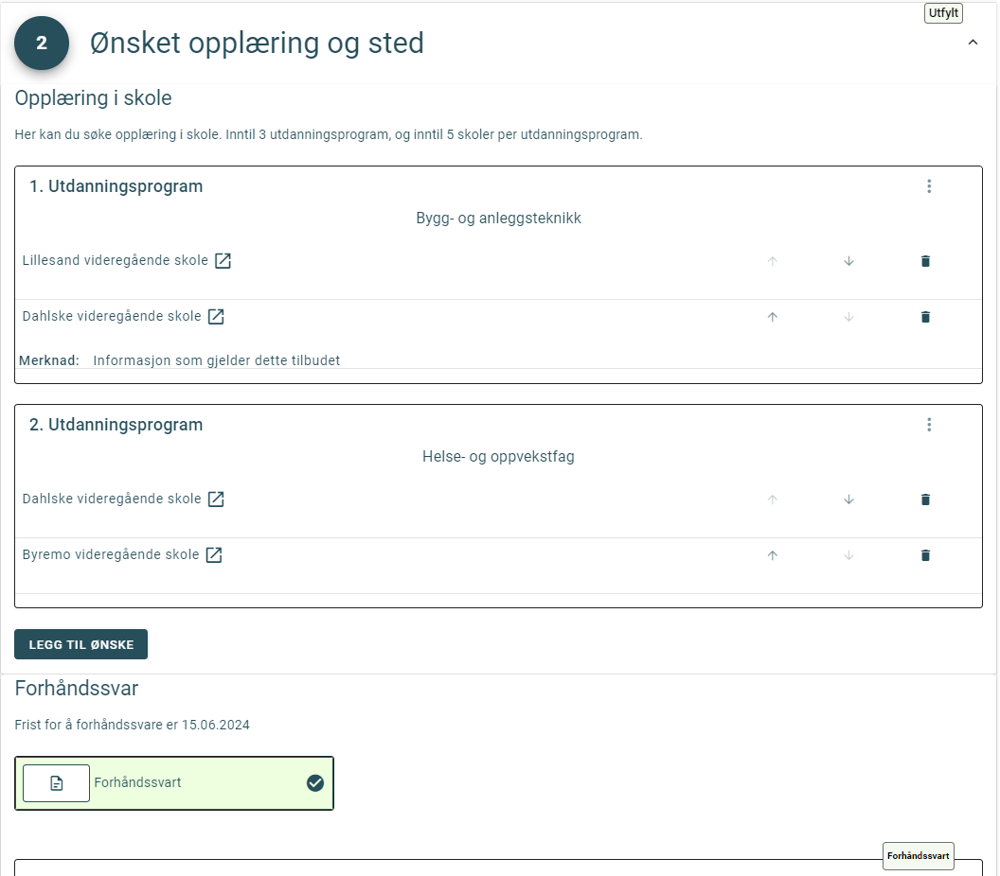 Utfylt
2
Ønsket opplæring og sted
Opplæring i skole
Her kan du søke opplæring i skole. Inntil 3 utdanningsprogram, og inntil 5 skoler per utdanningsprogram.
1. Utdanningsprogram
Bygg- og anleggsteknikk
Lillesand videregående skole
Dahlske videregående skole
Merknad: Informasjon som gjelder dette tilbudet
2. Utdanningsprogram
Helse- og oppvekstfag
Dahlske videregående skole
Byremo videregående skole
LEGG TIL ØNSKE
Forhåndssvar
Frist for å forhåndssvare er 15.06.2024
Forhåndssvart
Forhåndssvart